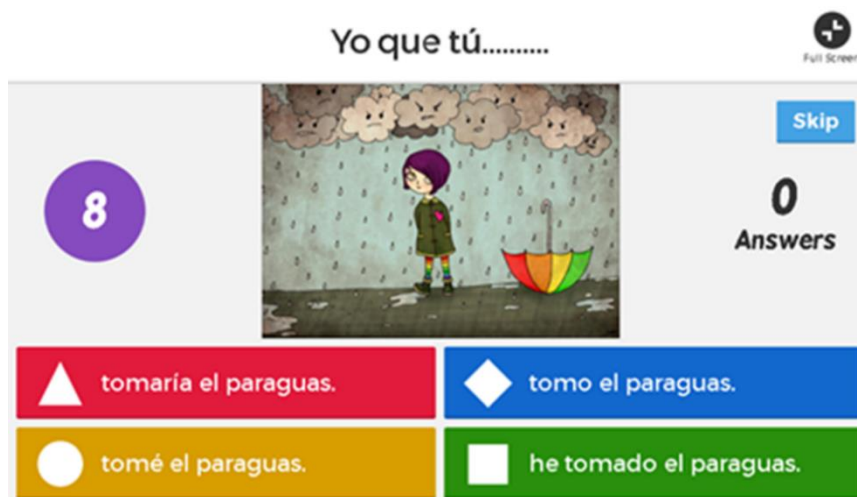 Yo que tú..........
Full Screen
Skip
8
0
Answers
tomaría el paraguas.
tomo el paraguas.
tomé el paraguas.
he tomado el paraguas.